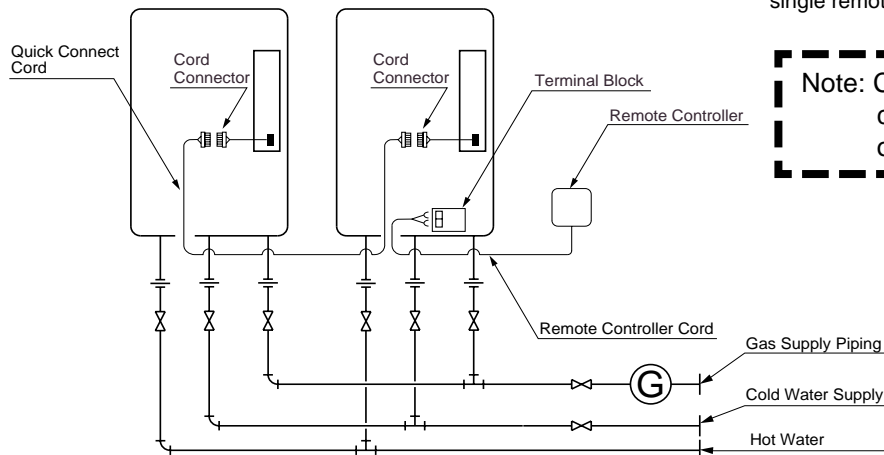 single remot
Quick Connect
Cord
Cord
Connector
Cord
Connector
Terminal Block
Remote Controller
Note: C
Remote Controller Cord
Gas Supply Piping
G
Cold Water Supply
Hot Water